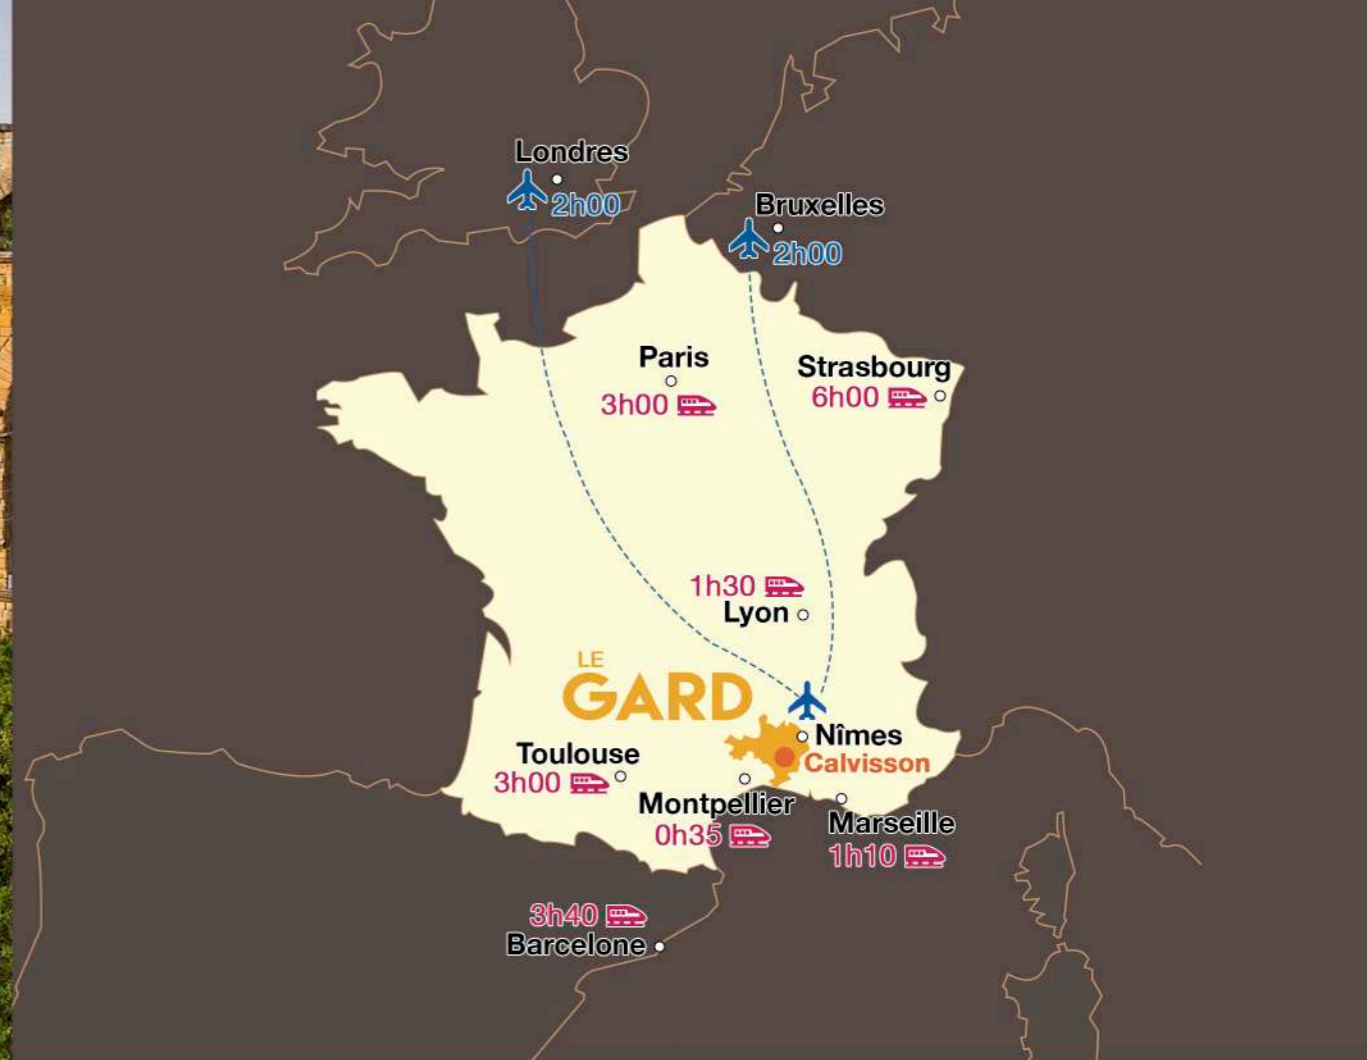 Londres
2h00
Bruxelles
2h00
Paris
3h00
Strasbourg
6h00
1h30
Lyon
LE
GARD
Nîmes
Calvisson
Toulouse
3h00
Montpellier
0h35
Marseille
1h10
3h40
Barcelone